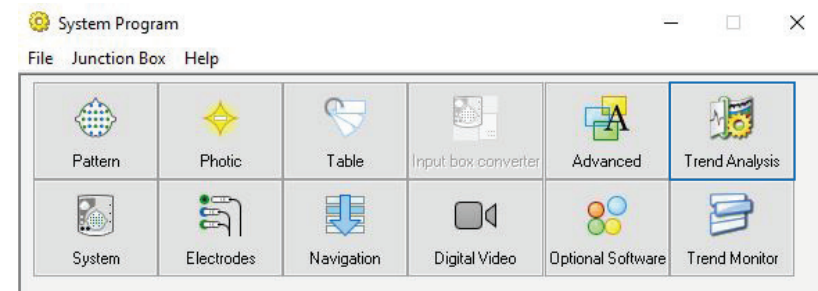 System Program
File Junction Box Help
Pattern Photic Table Input box converter Advanced Trend Analysis
System Electrodes Navigation Digital Video Optional Software Trend Monitor